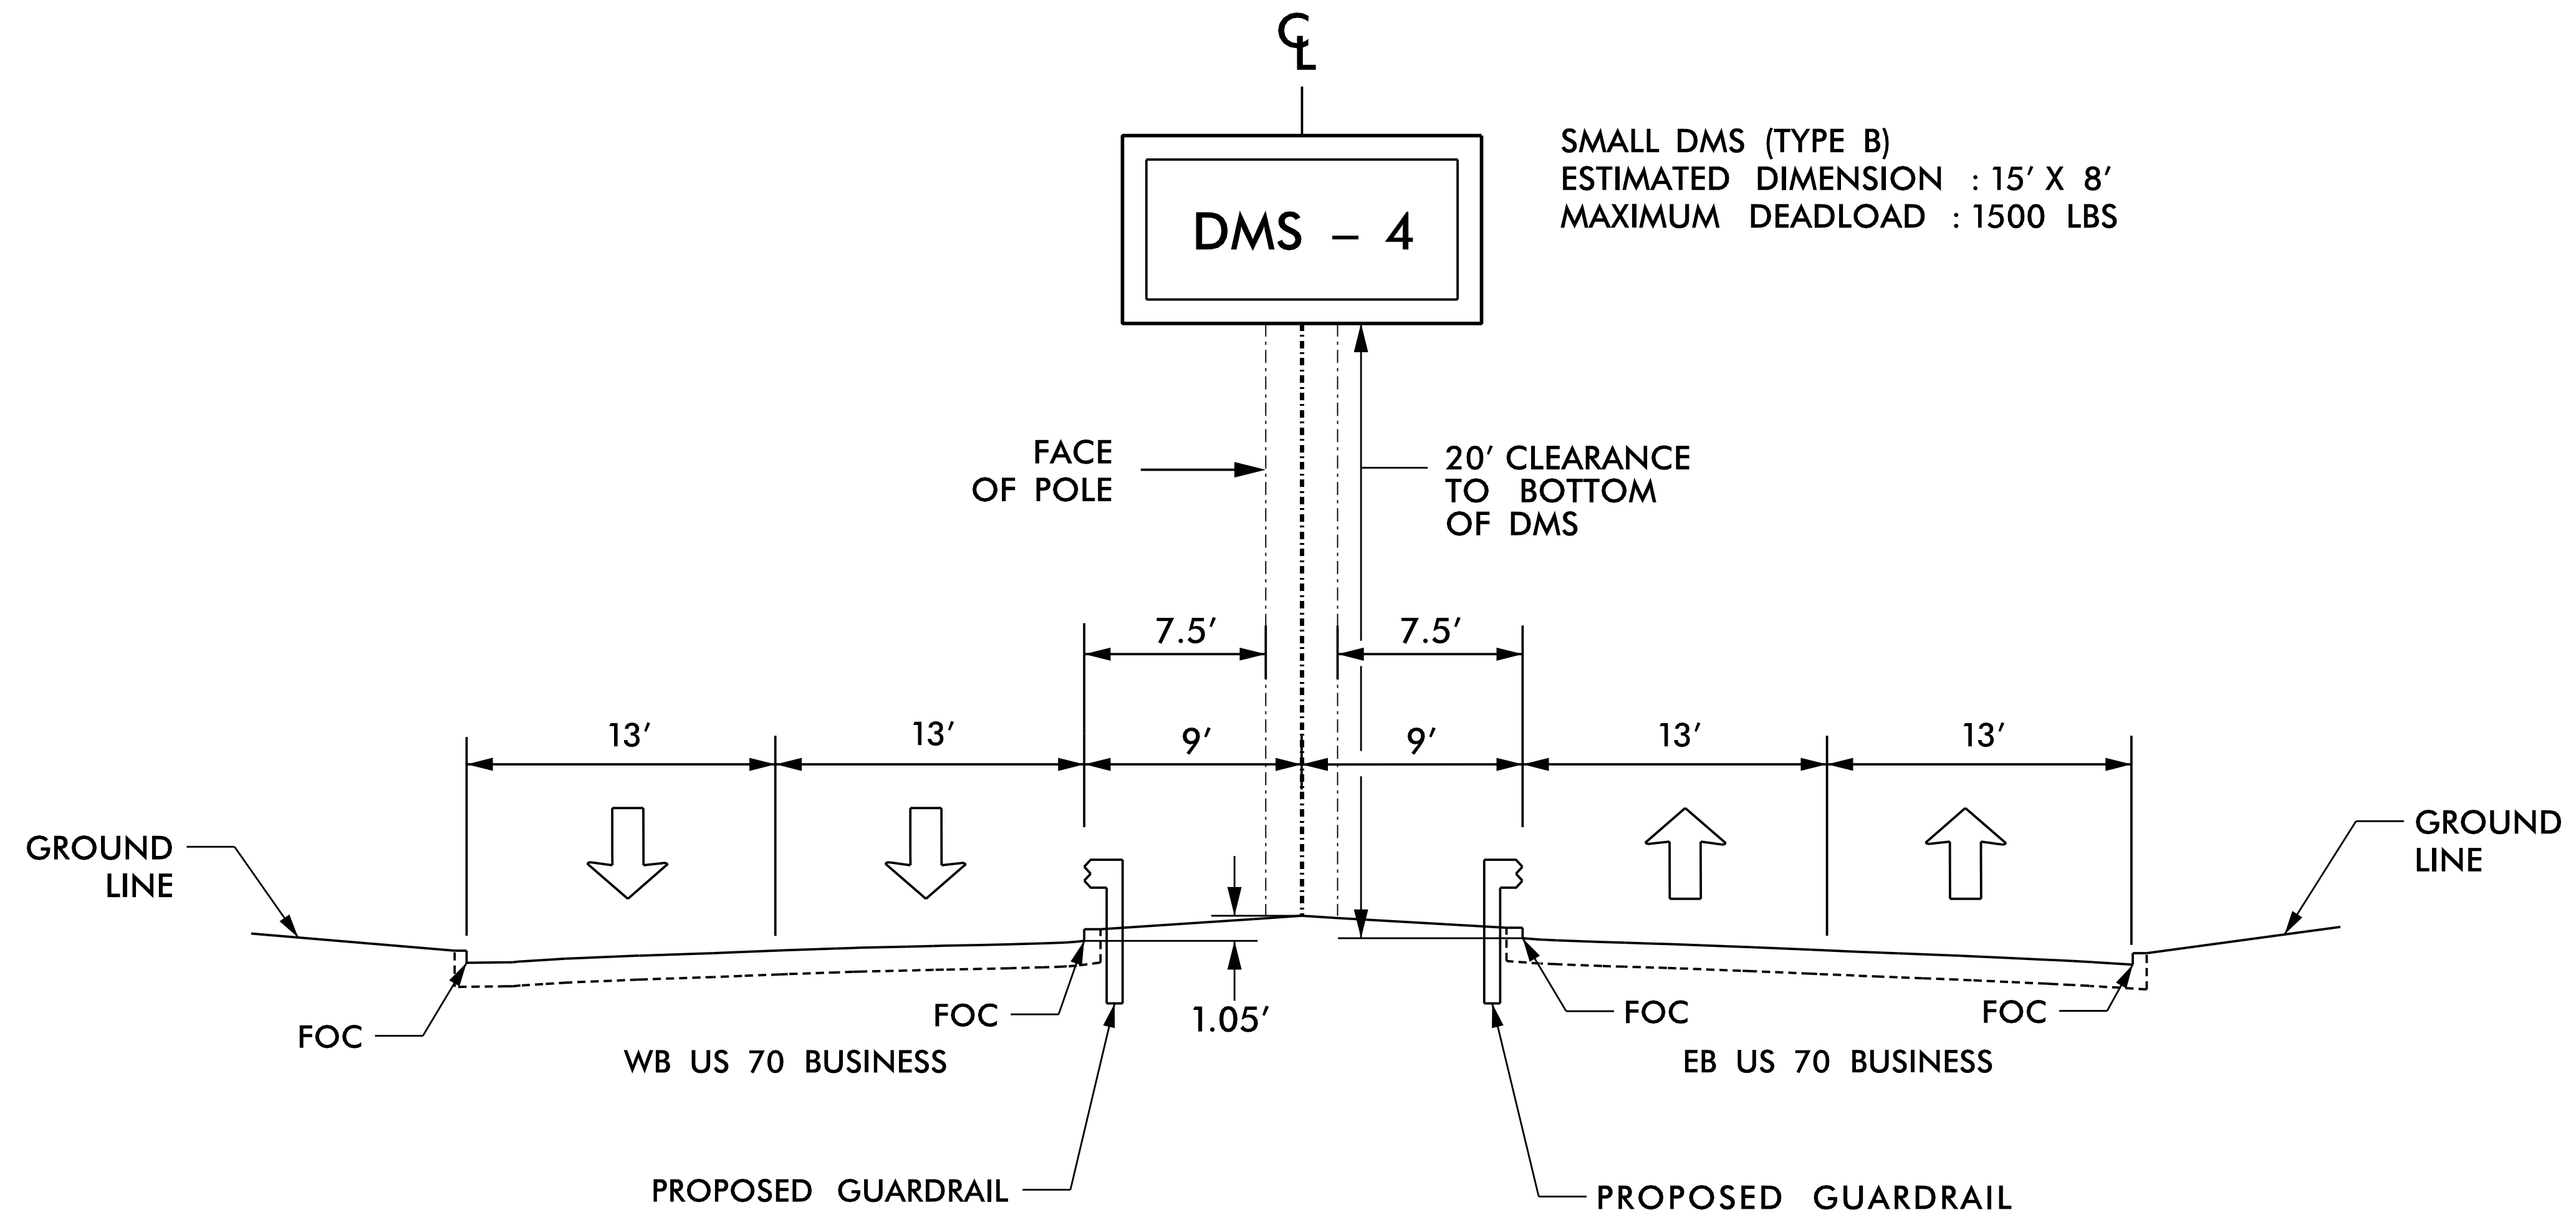 ℄
SMALL DMS (TYPE B)
ESTIMATED DIMENSION : 15' X 8'
MAXIMUM DEADLOAD : 1500 LBS
DMS – 4
FACE
OF POLE
20' CLEARANCE
TO BOTTOM
OF DMS
7.5' 7.5'
13' 13' 9' 9' 13' 13'
GROUND
LINE
GROUND
LINE
FOC
FOC
1.05'
FOC
FOC
WB US 70 BUSINESS
EB US 70 BUSINESS
PROPOSED GUARDRAIL
PROPOSED GUARDRAIL